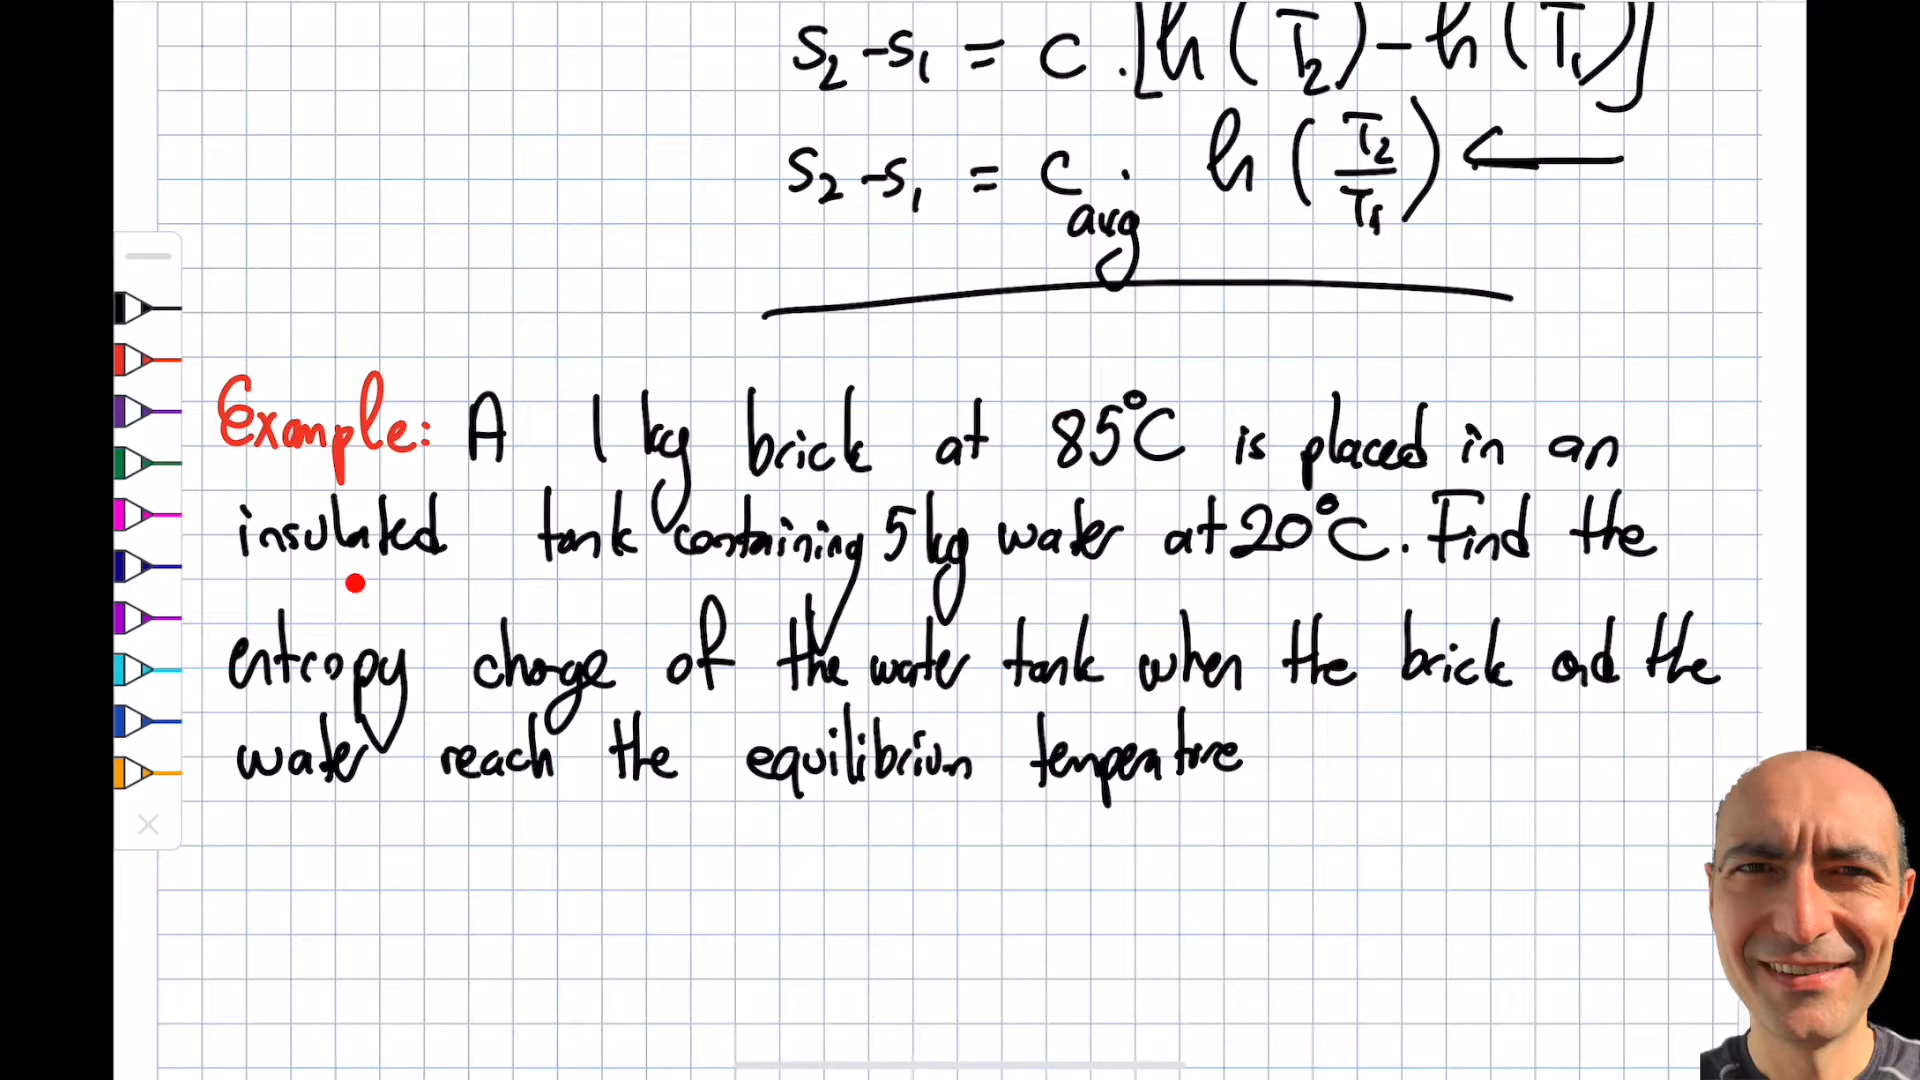 s₂-s₁ = c . [ln(T₂) - ln(T₁)]
s₂-s₁ = c avg . ln(T₂/T₁) ←
Example: A 1 kg brick at 85°C is placed in an
insulated tank containing 5 kg water at 20°C. Find the
entropy change of the water tank when the brick and the
water reach the equilibrium temperature